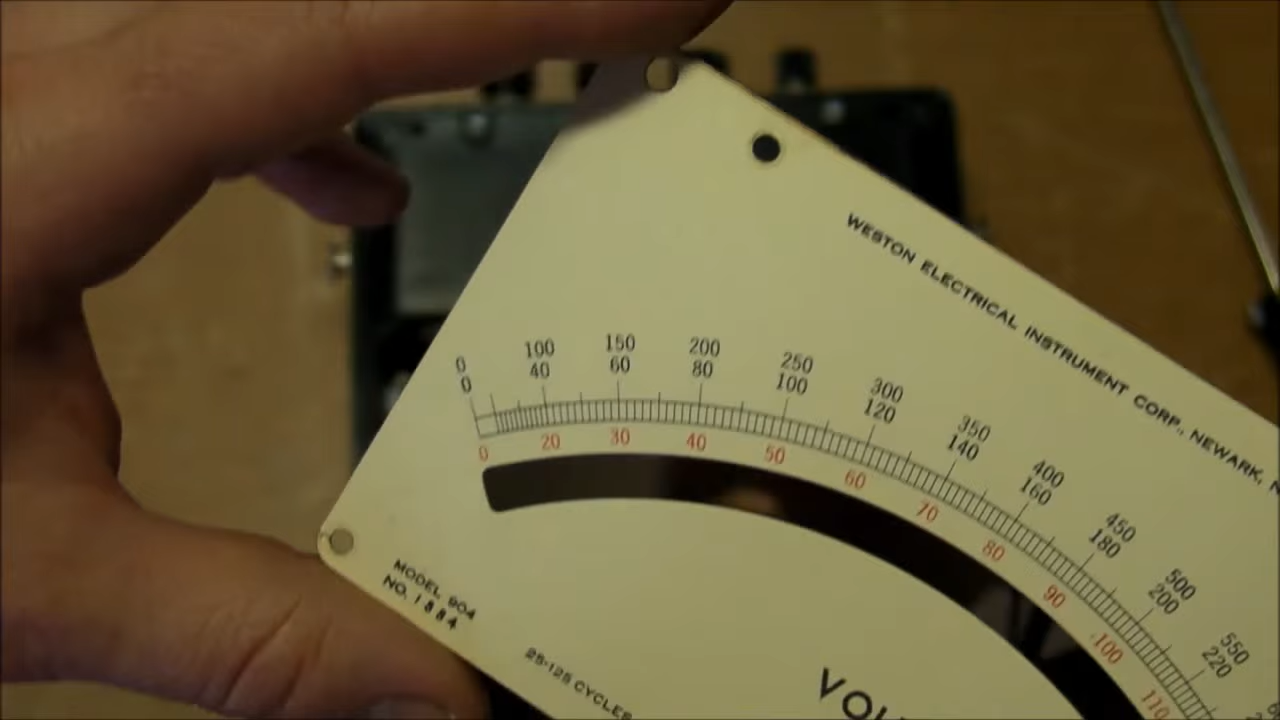 WESTON ELECTRICAL INSTRUMENT CORP., NEWARK,
0 100 150 200 250 300 350 400 450 500 550
0 40 60 80 100 120 140 160 180 200 220
0 20 30 40 50 60 70 80 90 100 110
MODEL 904
NO. 1884
25-125 CYCLES